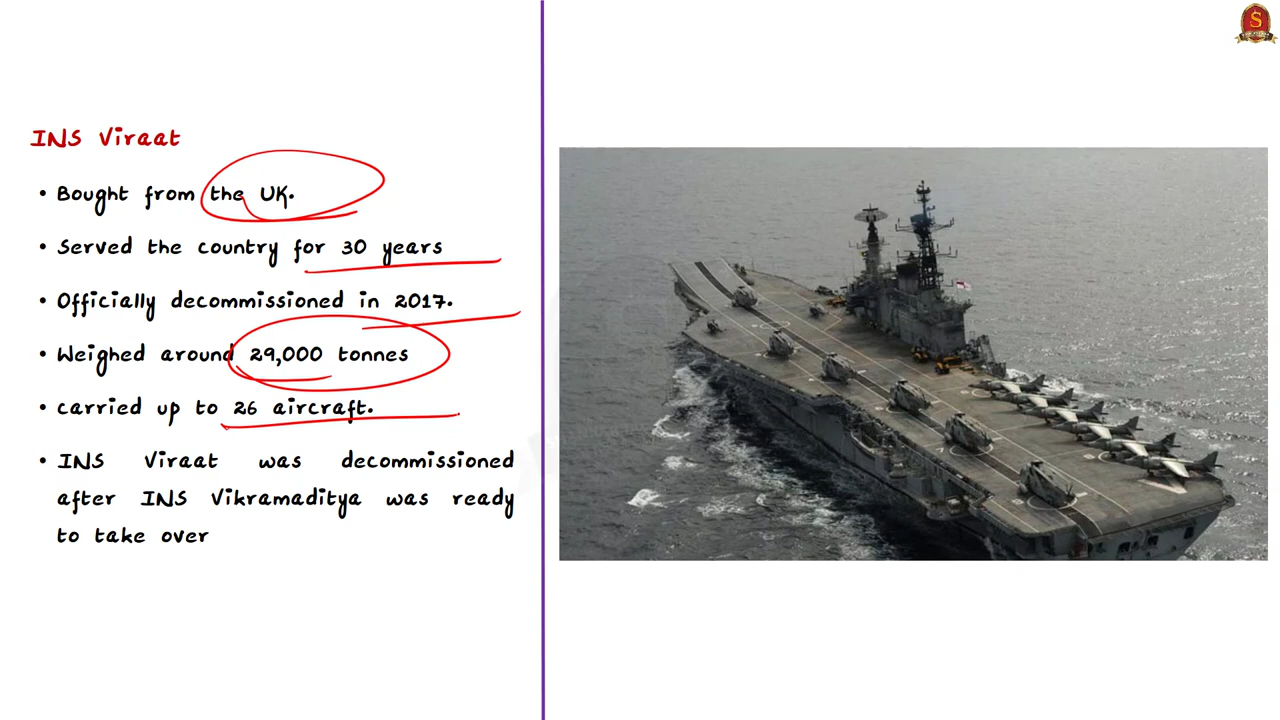 INS Viraat
• Bought from the UK.
• Served the country for 30 years
• Officially decommissioned in 2017.
• Weighed around 29,000 tonnes
• carried up to 26 aircraft.
• INS Viraat was decommissioned
after INS Vikramaditya was ready
to take over